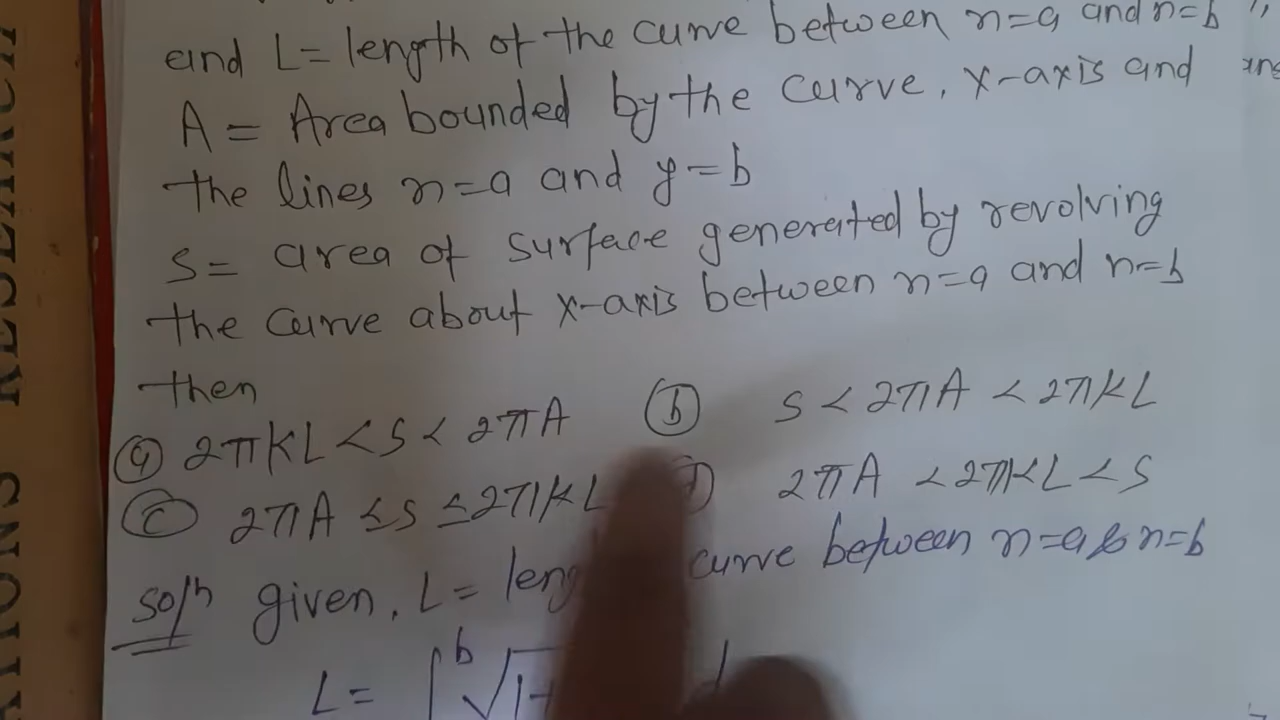 and L = length of the curve between x=a and x=b
A = Area bounded by the curve, x-axis and
the lines x=a and y=b
S = area of surface generated by revolving
the curve about x-axis between x=a and x=b
then
(a) 2πKL < S < 2πA (b) S < 2πA < 2πKL
(c) 2πA ≤ S ≤ 2πKL (d) 2πA < 2πKL < S
Solⁿ given, L = leng curve between x=a & x=b
L = ∫ᵇ √1+